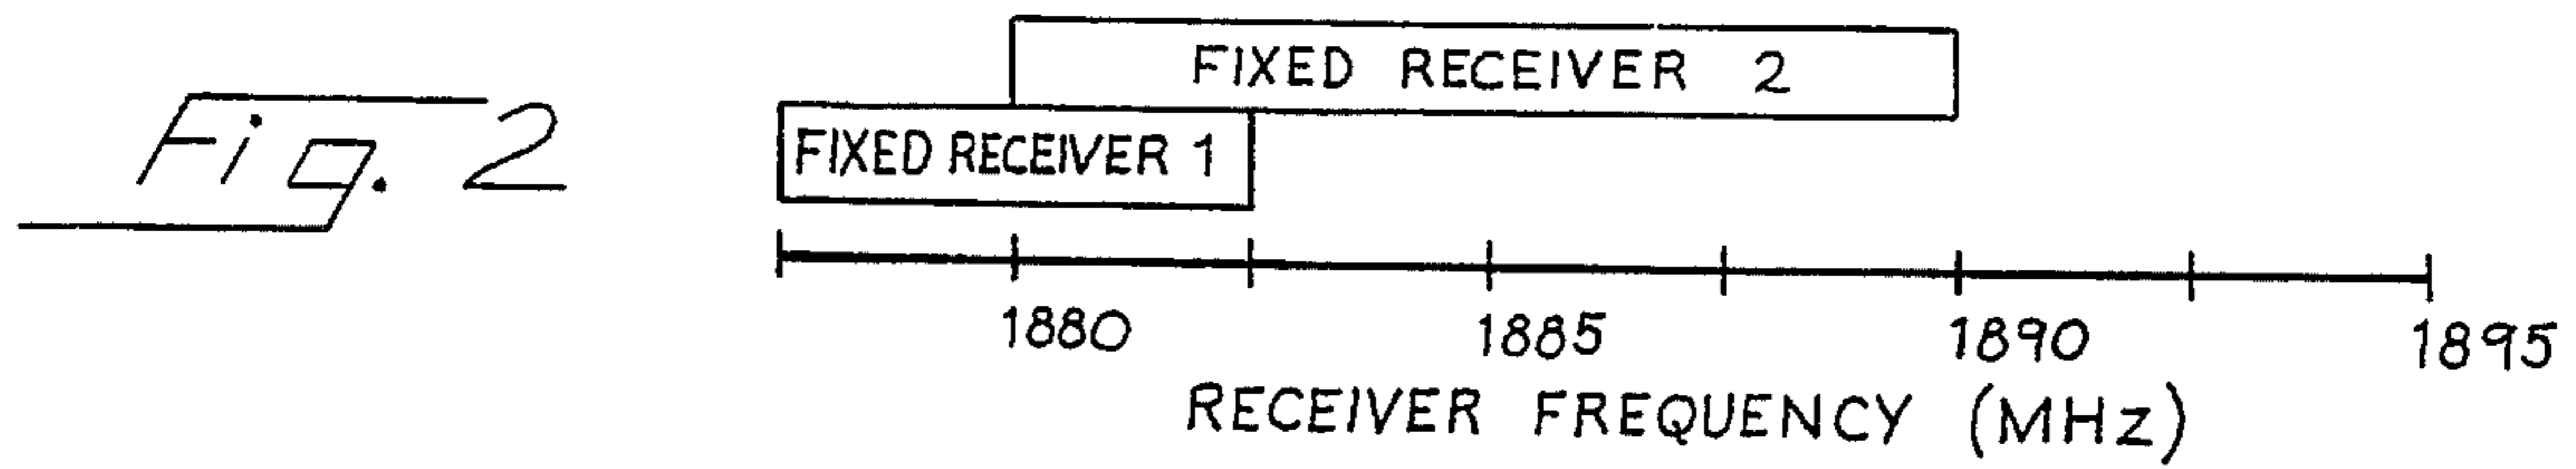 Fig. 2
FIXED RECEIVER 2
FIXED RECEIVER 1
1880 1885 1890 1895
RECEIVER FREQUENCY (MHz)